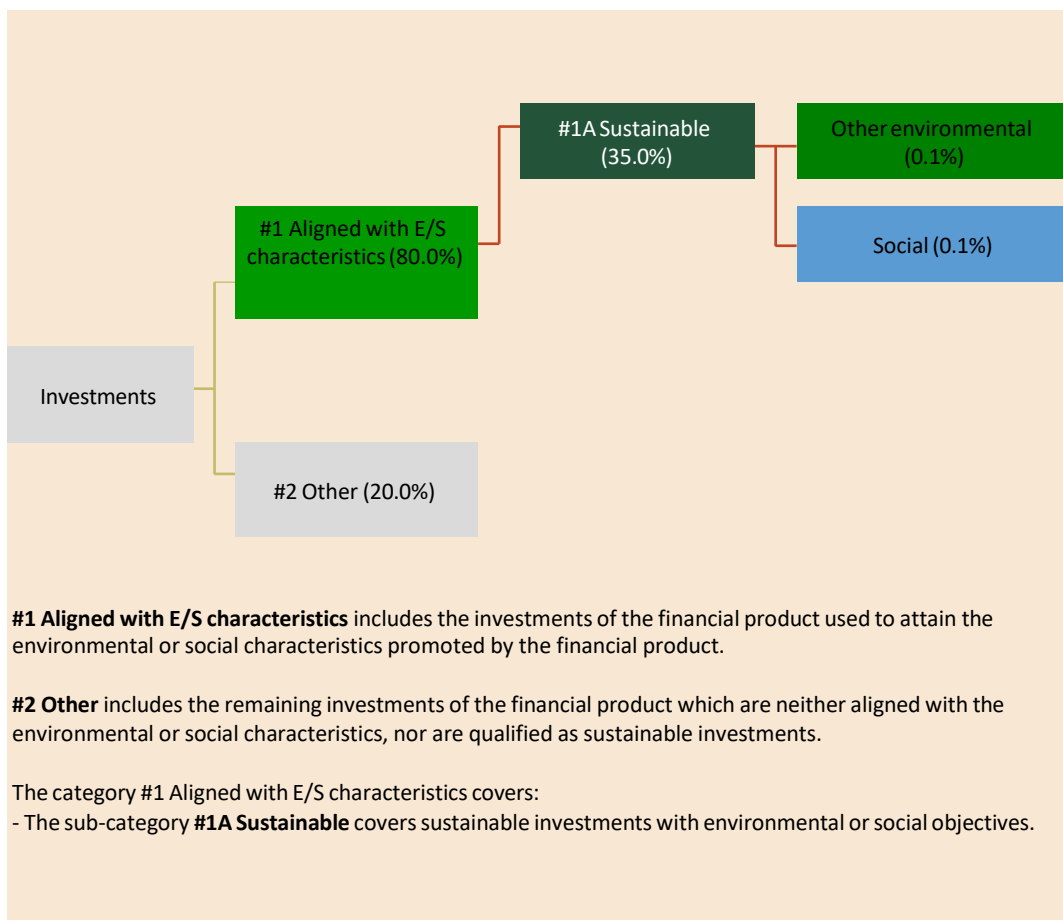 #1A Sustainable
(35.0%)
Other environmental
(0.1%)
#1 Aligned with E/S
characteristics (80.0%)
Social (0.1%)
Investments
#2 Other (20.0%)
#1 Aligned with E/S characteristics includes the investments of the financial product used to attain the
environmental or social characteristics promoted by the financial product.
#2 Other includes the remaining investments of the financial product which are neither aligned with the
environmental or social characteristics, nor are qualified as sustainable investments.
The category #1 Aligned with E/S characteristics covers:
- The sub-category #1A Sustainable covers sustainable investments with environmental or social objectives.